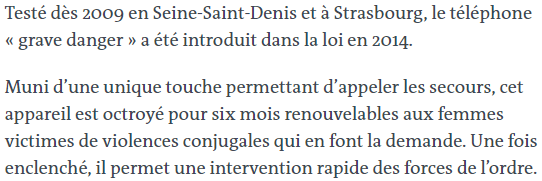 Testé dès 2009 en Seine-Saint-Denis et à Strasbourg, le téléphone
« grave danger » a été introduit dans la loi en 2014.
Muni d’une unique touche permettant d’appeler les secours, cet
appareil est octroyé pour six mois renouvelables aux femmes
victimes de violences conjugales qui en font la demande. Une fois
enclenché, il permet une intervention rapide des forces de l’ordre.